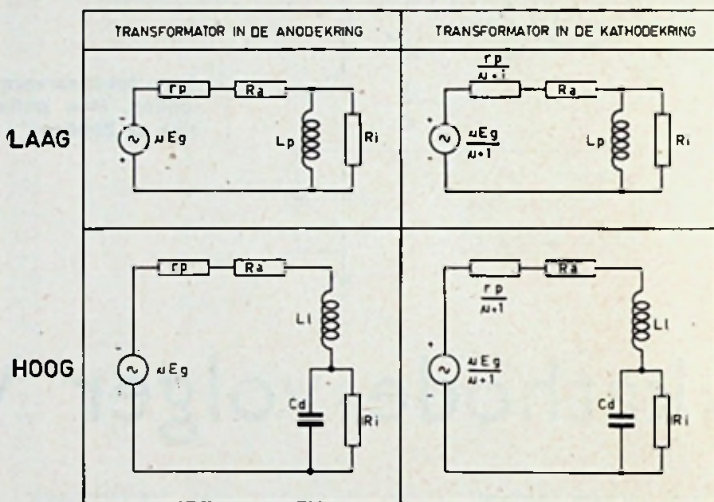 TRANSFORMATOR IN DE ANODEKRING
TRANSFORMATOR IN DE KATHODEKRING
LAAG
rp
Ra
μEg
Lp
Ri
rp
μ+1
Ra
μEg
μ+1
Lp
Ri
HOOG
rp
Ra
Ll
μEg
Cd
Ri
rp
μ+1
Ra
Ll
μEg
μ+1
Cd
Ri